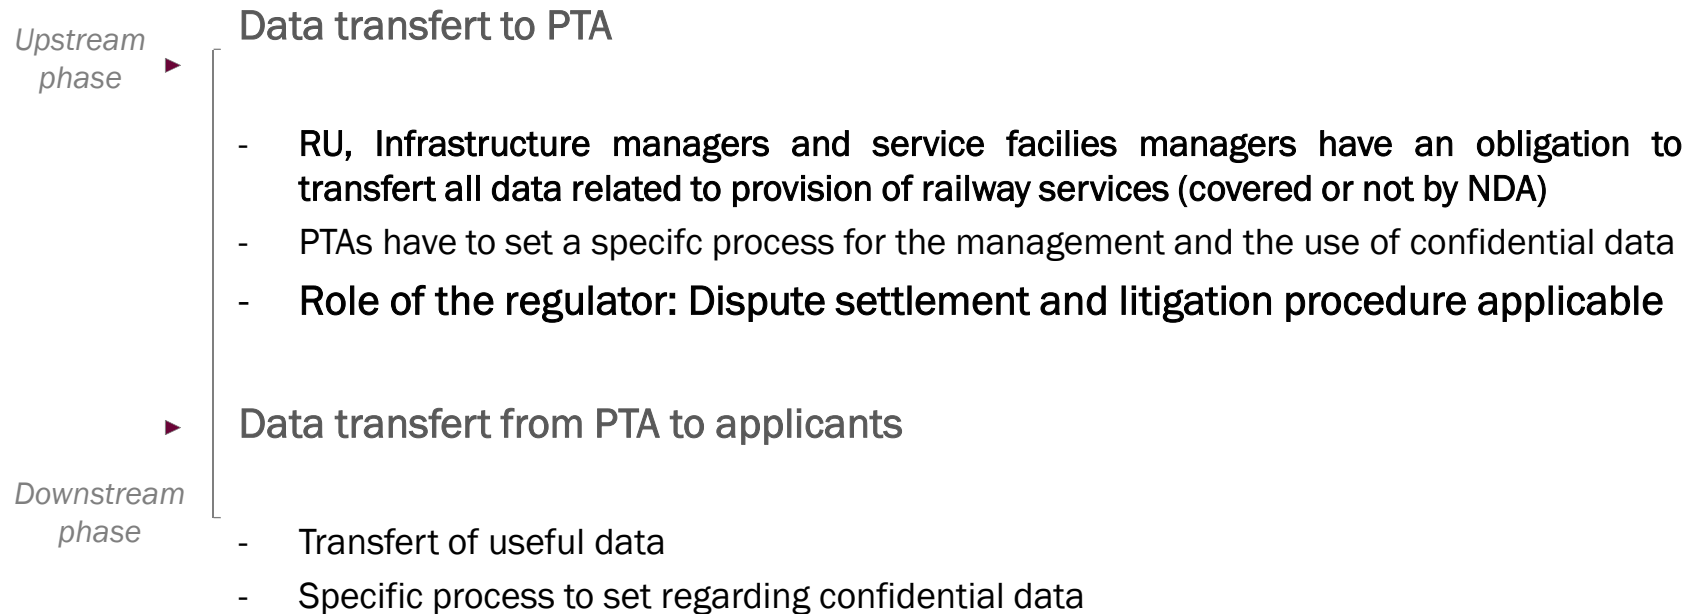 Upstream
phase
Data transfert to PTA
- RU, Infrastructure managers and service facilies managers have an obligation to
transfert all data related to provision of railway services (covered or not by NDA)
- PTAs have to set a specifc process for the management and the use of confidential data
- Role of the regulator: Dispute settlement and litigation procedure applicable
Data transfert from PTA to applicants
Downstream
phase
- Transfert of useful data
- Specific process to set regarding confidential data